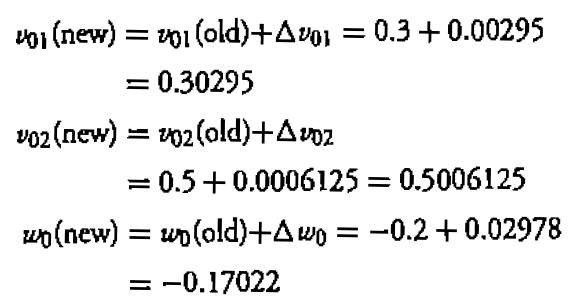 v₀₁(new) = v₀₁(old)+Δv₀₁ = 0.3 + 0.00295
= 0.30295
v₀₂(new) = v₀₂(old)+Δv₀₂
= 0.5 + 0.0006125 = 0.5006125
w₀(new) = w₀(old)+Δw₀ = −0.2 + 0.02978
= −0.17022